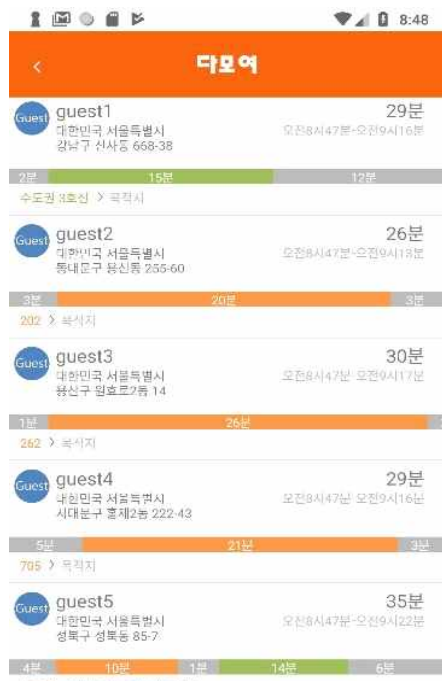 8:48
다모여
Guest guest1 29분
대한민국 서울특별시 오전8시47분-오전9시16분
강남구 신사동 668-38
2분 15분 12분
수도권 3호선 > 목적지
Guest guest2 26분
대한민국 서울특별시 오전8시47분-오전9시13분
동대문구 용신동 255-60
3분 20분 3분
202 > 목적지
Guest guest3 30분
대한민국 서울특별시 오전8시47분-오전9시17분
용산구 원효로2동 14
1분 26분
262 > 목적지
Guest guest4 29분
대한민국 서울특별시 오전8시47분-오전9시16분
서대문구 홍제2동 222-43
5분 21분 3분
705 > 목적지
Guest guest5 35분
대한민국 서울특별시 오전8시47분-오전9시22분
성북구 성북동 85-7
4분 10분 1분 14분 6분